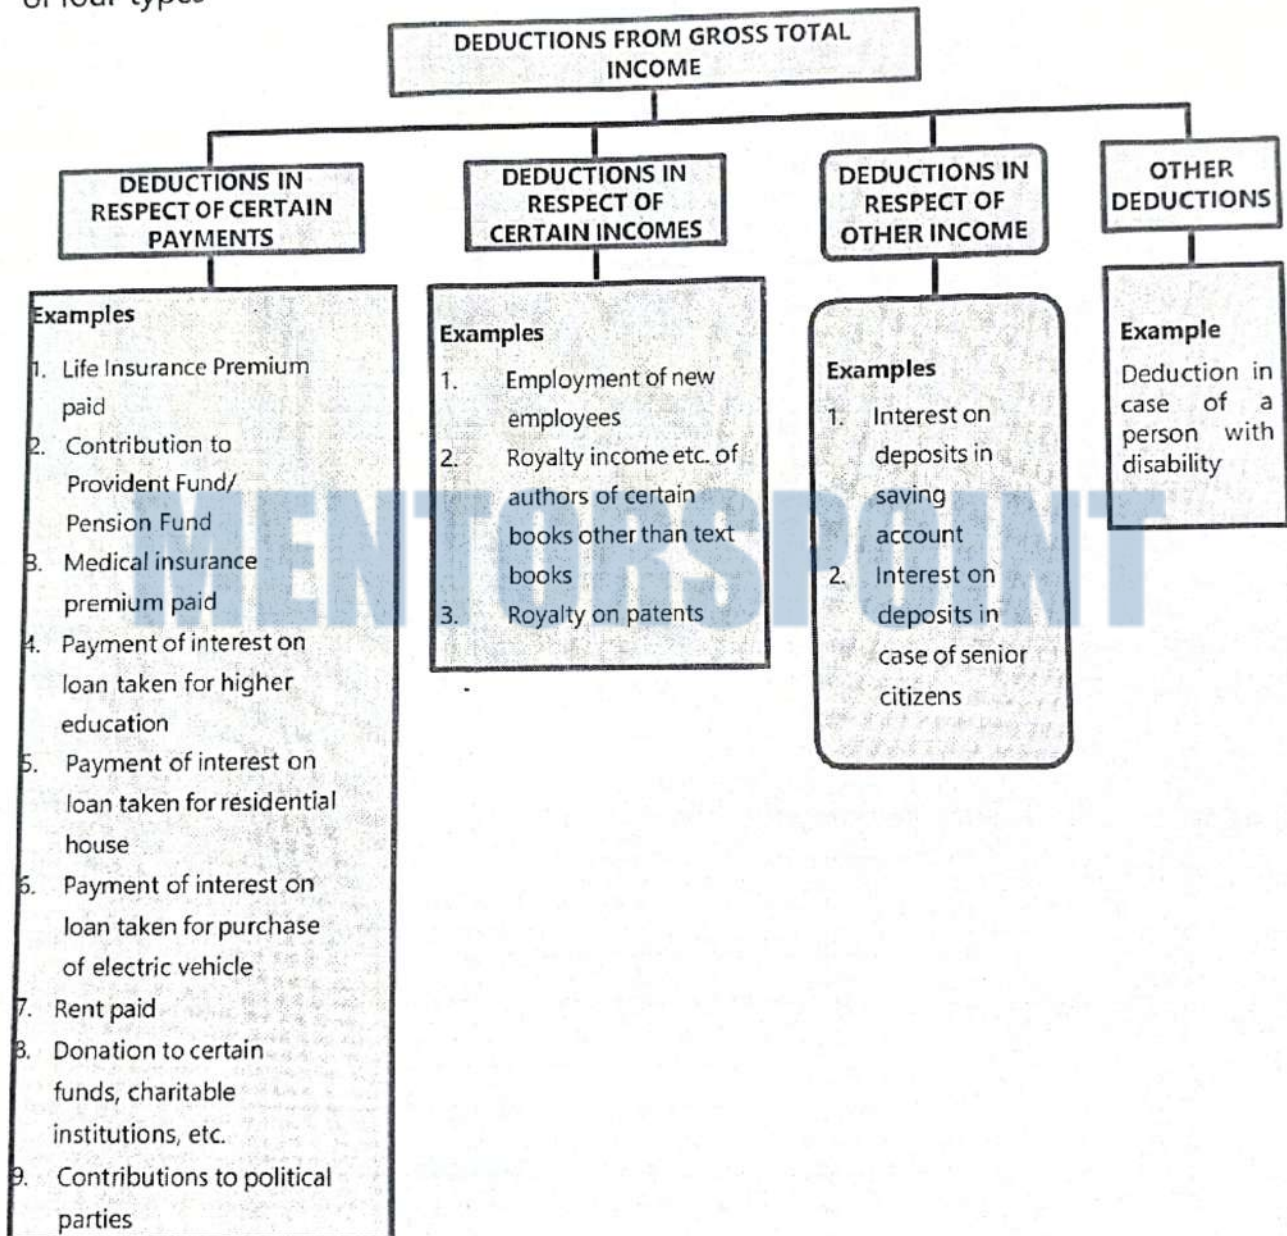 of four types
DEDUCTIONS FROM GROSS TOTAL
INCOME
DEDUCTIONS IN
RESPECT OF CERTAIN
PAYMENTS
Examples
1. Life Insurance Premium
paid
2. Contribution to
Provident Fund/
Pension Fund
3. Medical insurance
premium paid
4. Payment of interest on
loan taken for higher
education
5. Payment of interest on
loan taken for residential
house
6. Payment of interest on
loan taken for purchase
of electric vehicle
7. Rent paid
8. Donation to certain
funds, charitable
institutions, etc.
9. Contributions to political
parties
DEDUCTIONS IN
RESPECT OF
CERTAIN INCOMES
Examples
1. Employment of new
employees
2. Royalty income etc. of
authors of certain
books other than text
books
3. Royalty on patents
DEDUCTIONS IN
RESPECT OF
OTHER INCOME
Examples
1. Interest on
deposits in
saving
account
2. Interest on
deposits in
case of senior
citizens
OTHER
DEDUCTIONS
Example
Deduction in
case of a
person with
disability
MENTORSPOINT